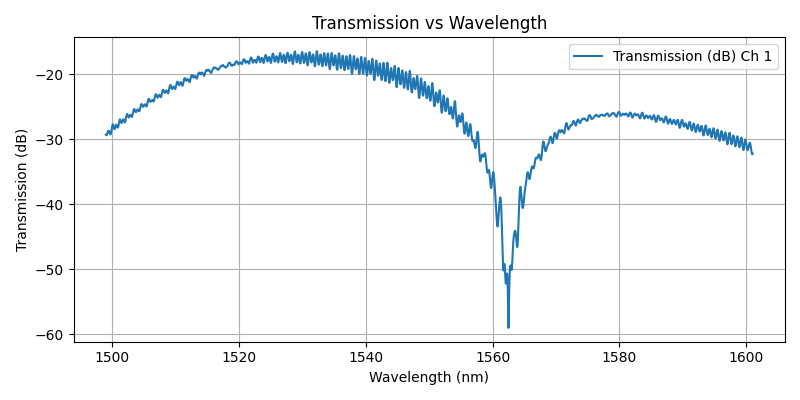 Transmission vs Wavelength
Transmission (dB) Ch 1
Transmission (dB)
−20
−30
−40
−50
−60
1500 1520 1540 1560 1580 1600
Wavelength (nm)